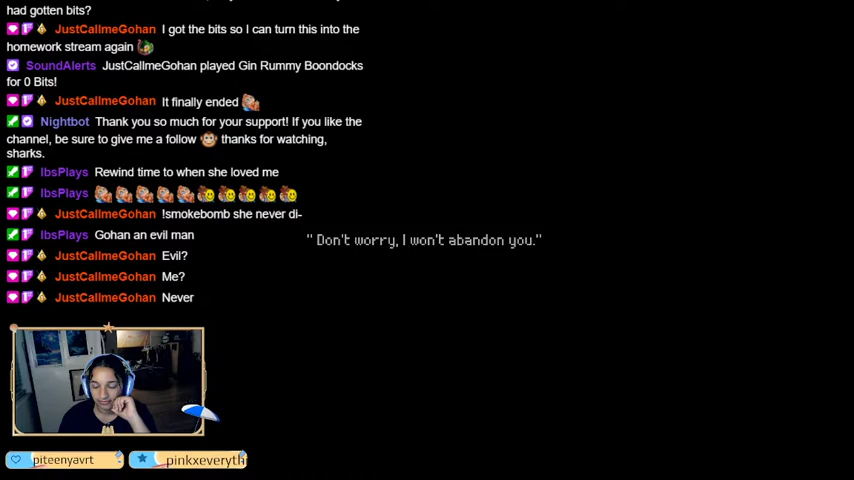 had gotten bits?
JustCallmeGohan I got the bits so I can turn this into the
homework stream again
SoundAlerts JustCallmeGohan played Gin Rummy Boondocks
for 0 Bits!
JustCallmeGohan It finally ended
Nightbot Thank you so much for your support! If you like the
channel, be sure to give me a follow thanks for watching,
sharks.
IbsPlays Rewind time to when she loved me
IbsPlays
JustCallmeGohan !smokebomb she never di-
IbsPlays Gohan an evil man
JustCallmeGohan Evil?
JustCallmeGohan Me?
JustCallmeGohan Never
" Don't worry, I won't abandon you."
piteenyavrt
pinkxeverythi